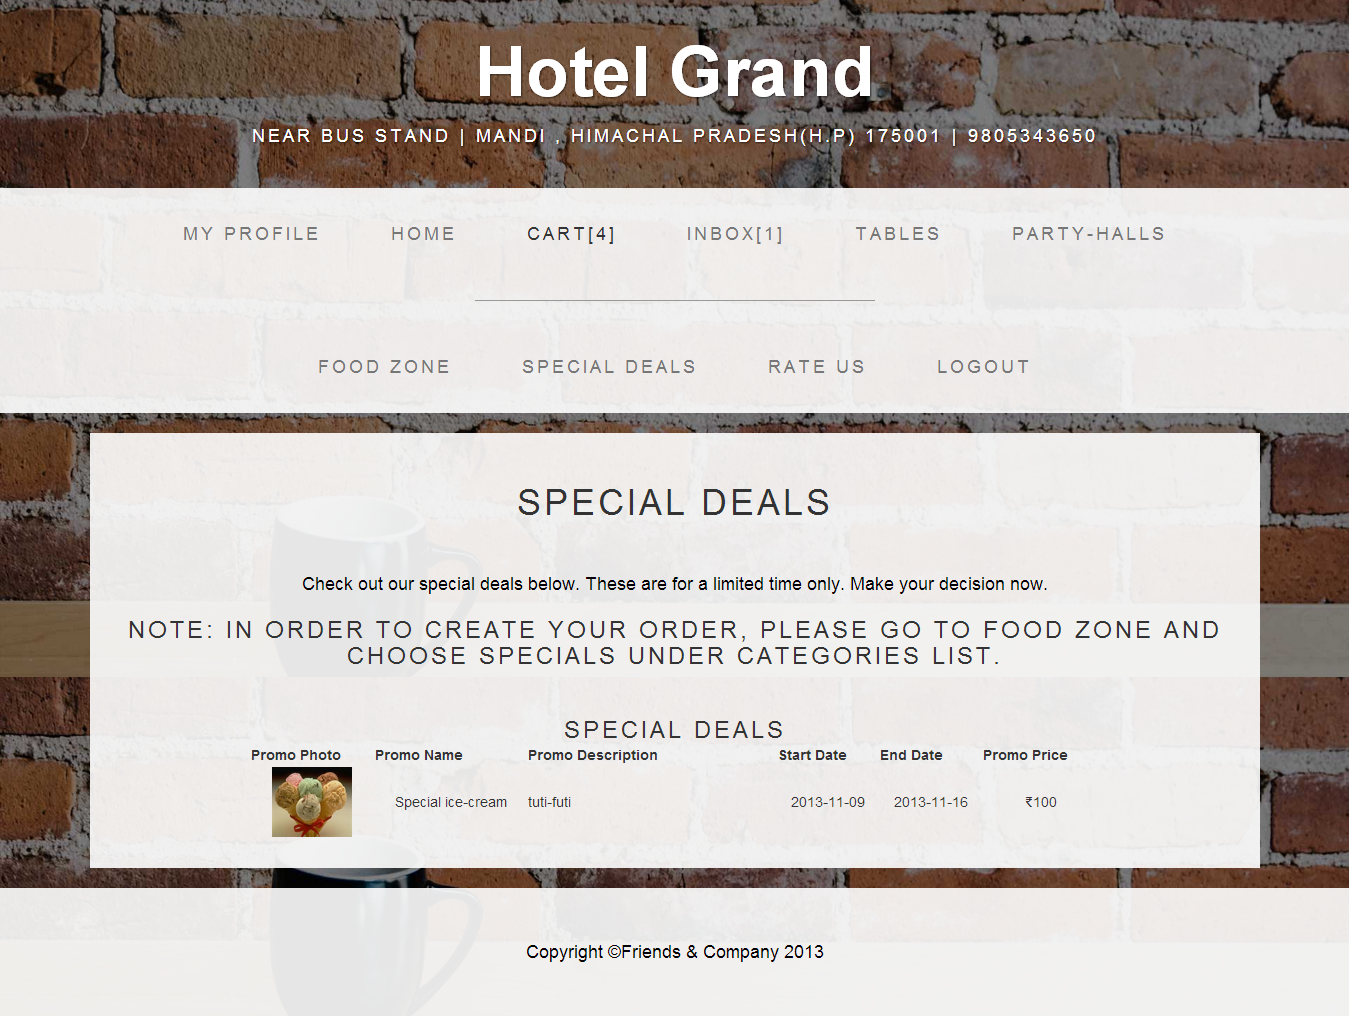 Hotel Grand
NEAR BUS STAND | MANDI , HIMACHAL PRADESH(H.P) 175001 | 9805343650
MY PROFILE HOME CART[4] INBOX[1] TABLES PARTY-HALLS
FOOD ZONE SPECIAL DEALS RATE US LOGOUT
SPECIAL DEALS
Check out our special deals below. These are for a limited time only. Make your decision now.
NOTE: IN ORDER TO CREATE YOUR ORDER, PLEASE GO TO FOOD ZONE AND
CHOOSE SPECIALS UNDER CATEGORIES LIST.
SPECIAL DEALS
Promo Photo Promo Name Promo Description Start Date End Date Promo Price
Special ice-cream tuti-futi 2013-11-09 2013-11-16 ₹100
Copyright ©Friends & Company 2013